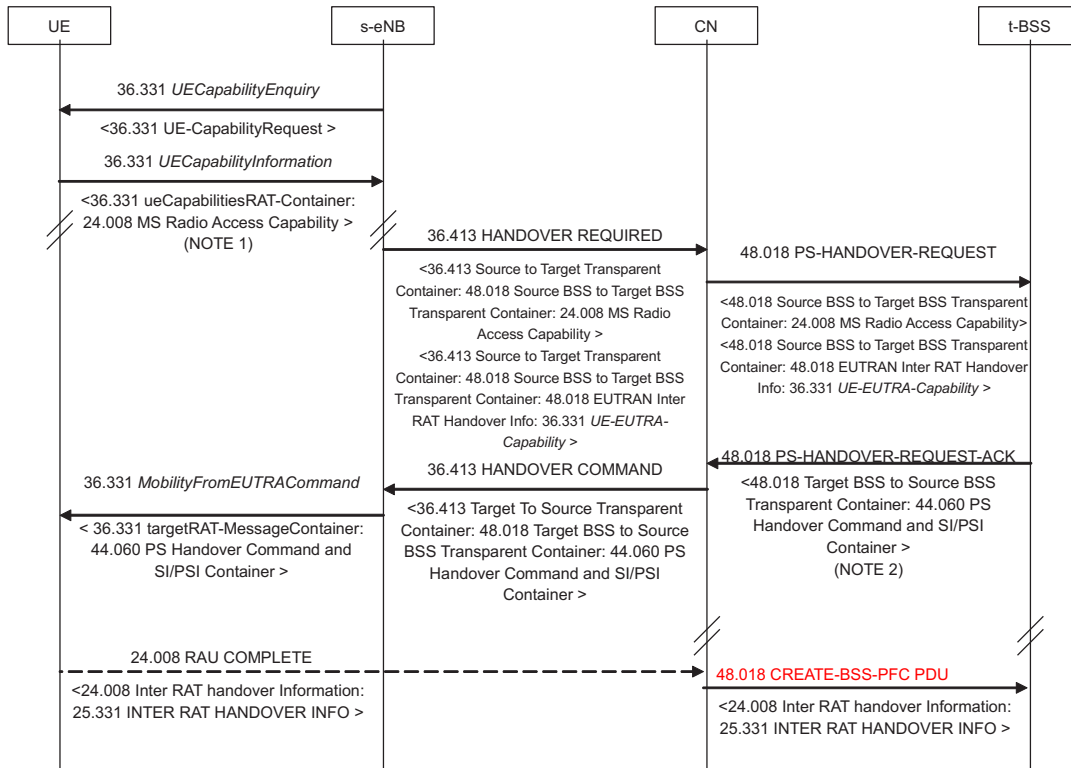 UE
s-eNB
CN
t-BSS
36.331 UECapabilityEnquiry
<36.331 UE-CapabilityRequest >
36.331 UECapabilityInformation
<36.331 ueCapabilitiesRAT-Container:
24.008 MS Radio Access Capability >
(NOTE 1)
36.413 HANDOVER REQUIRED
<36.413 Source to Target Transparent
Container: 48.018 Source BSS to Target BSS
Transparent Container: 24.008 MS Radio
Access Capability >
<36.413 Source to Target Transparent
Container: 48.018 Source BSS to Target BSS
Transparent Container: 48.018 EUTRAN Inter
RAT Handover Info: 36.331 UE-EUTRA-
Capability >
48.018 PS-HANDOVER-REQUEST
<48.018 Source BSS to Target BSS Transparent
Container: 24.008 MS Radio Access Capability>
<48.018 Source BSS to Target BSS Transparent
Container: 48.018 EUTRAN Inter RAT Handover
Info: 36.331 UE-EUTRA-Capability >
48.018 PS-HANDOVER-REQUEST-ACK
<48.018 Target BSS to Source BSS
Transparent Container: 44.060 PS
Handover Command and SI/PSI
Container >
(NOTE 2)
36.413 HANDOVER COMMAND
<36.413 Target To Source Transparent
Container: 48.018 Target BSS to Source
BSS Transparent Container: 44.060 PS
Handover Command and SI/PSI
Container >
36.331 MobilityFromEUTRACommand
< 36.331 targetRAT-MessageContainer:
44.060 PS Handover Command and
SI/PSI Container >
24.008 RAU COMPLETE
<24.008 Inter RAT handover Information:
25.331 INTER RAT HANDOVER INFO >
48.018 CREATE-BSS-PFC PDU
<24.008 Inter RAT handover Information:
25.331 INTER RAT HANDOVER INFO >